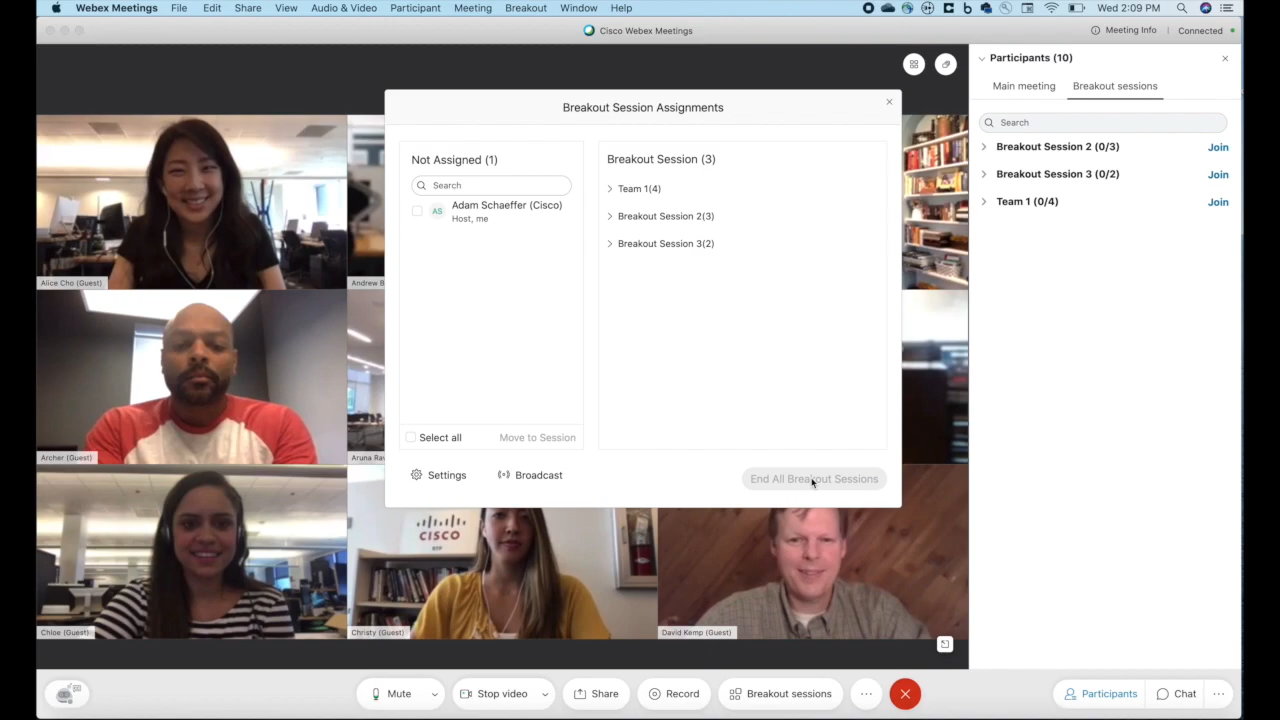 Webex Meetings File Edit Share View Audio & Video Participant Meeting Breakout Window Help Wed 2:09 PM
Cisco Webex Meetings Meeting Info Connected
Participants (10)
Main meeting Breakout sessions
Search
Breakout Session 2 (0/3) Join
Breakout Session 3 (0/2) Join
Team 1 (0/4) Join
Breakout Session Assignments
Not Assigned (1)
Search
AS Adam Schaeffer (Cisco)
Host, me
Select all Move to Session
Breakout Session (3)
Team 1(4)
Breakout Session 2(3)
Breakout Session 3(2)
Settings Broadcast End All Breakout Sessions
Alice Cho (Guest) Andrew B
Archer (Guest) Aruna Rav
CISCO
RTP
Chloe (Guest) Christy (Guest) David Kemp (Guest)
Mute Stop video Share Record Breakout sessions Participants Chat